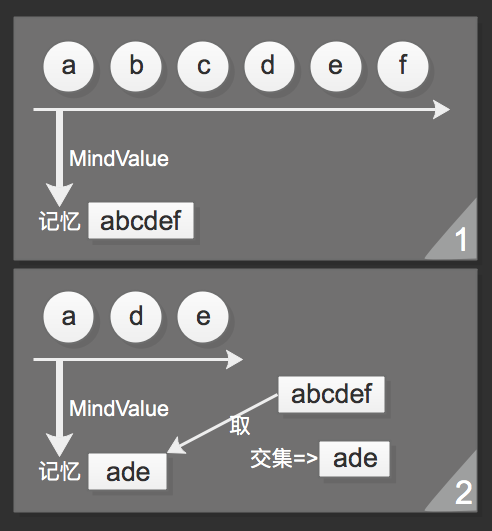 a b c d e f
MindValue
记忆 abcdef
1
a d e
MindValue
abcdef
取
交集=> ade
记忆 ade
2